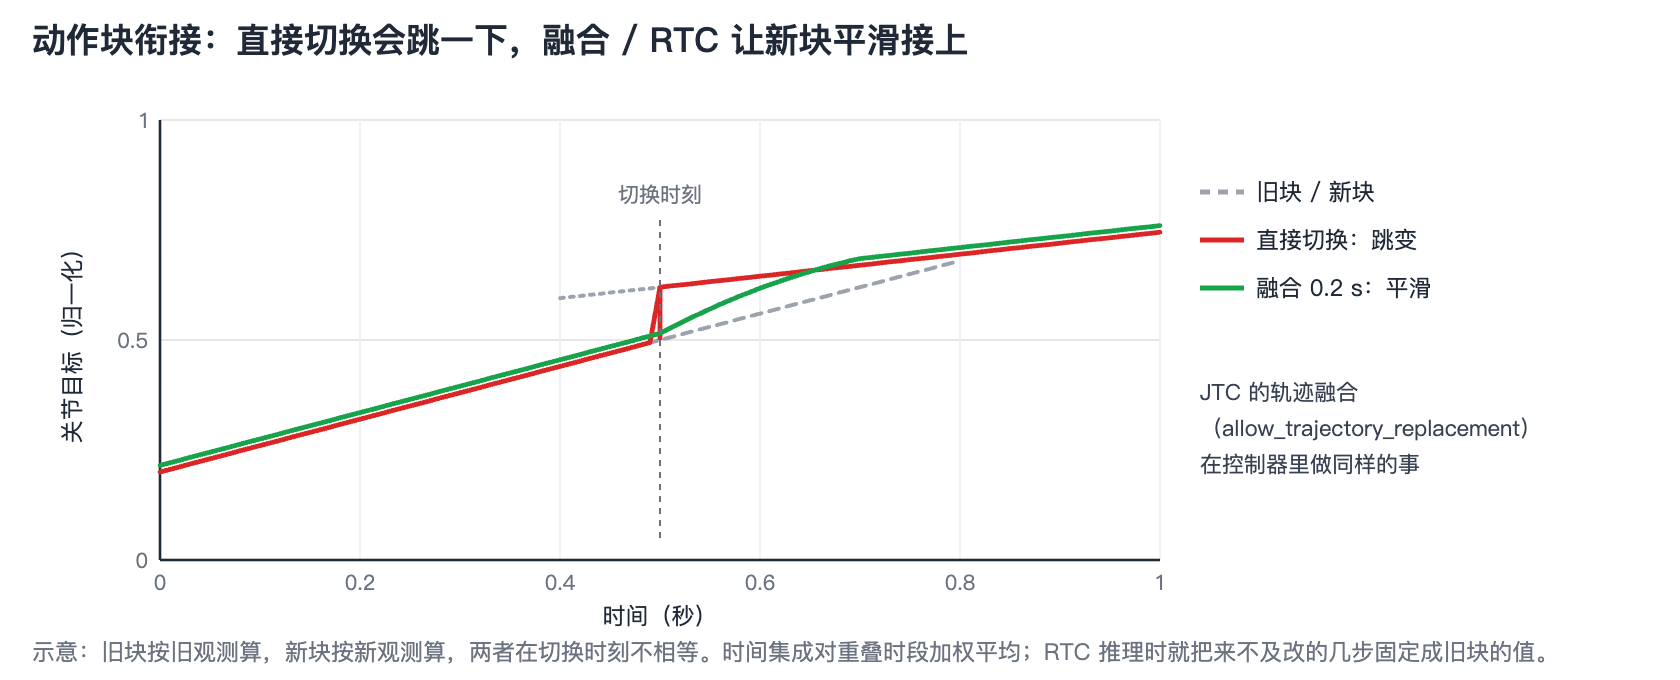 动作块衔接：直接切换会跳一下，融合 / RTC 让新块平滑接上
1
切换时刻
旧块 / 新块
直接切换：跳变
融合 0.2 s：平滑
关节目标（归一化）
0.5
JTC 的轨迹融合
（allow_trajectory_replacement）
在控制器里做同样的事
0
0 0.2 0.4 0.6 0.8 1
时间（秒）
示意：旧块按旧观测算，新块按新观测算，两者在切换时刻不相等。时间集成对重叠时段加权平均；RTC 推理时就把来不及改的几步固定成旧块的值。